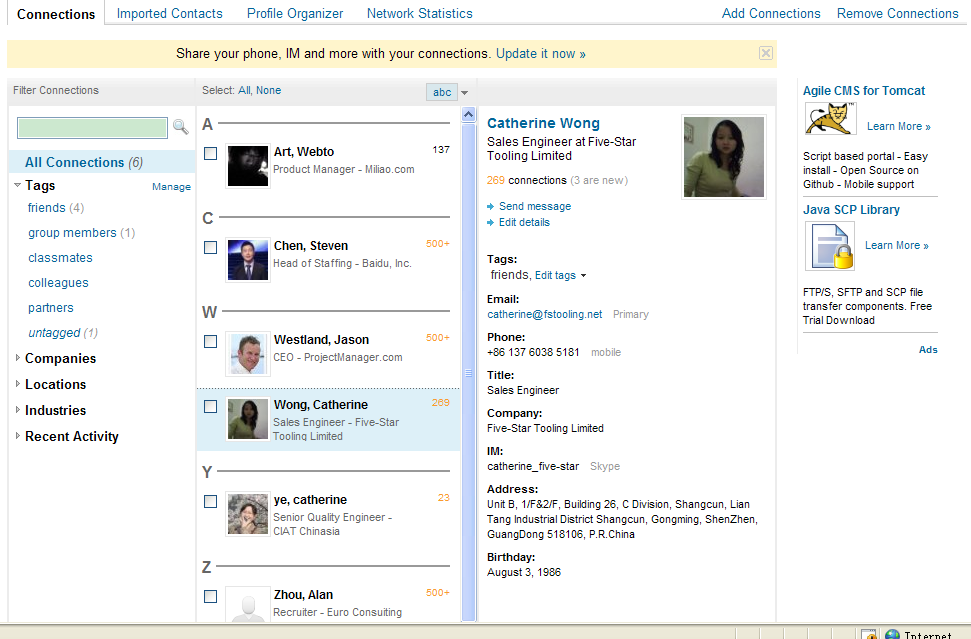 Connections Imported Contacts Profile Organizer Network Statistics Add Connections Remove Connections
Share your phone, IM and more with your connections. Update it now »
Filter Connections
All Connections (6)
Tags Manage
friends (4)
group members (1)
classmates
colleagues
partners
untagged (1)
Companies
Locations
Industries
Recent Activity
Select: All, None abc
A
Art, Webto 137
Product Manager - Miliao.com
C
Chen, Steven 500+
Head of Staffing - Baidu, Inc.
W
Westland, Jason 500+
CEO - ProjectManager.com
Wong, Catherine 269
Sales Engineer - Five-Star
Tooling Limited
Y
ye, catherine 23
Senior Quality Engineer -
CIAT Chinasia
Z
Zhou, Alan 500+
Recruiter - Euro Consulting
Catherine Wong
Sales Engineer at Five-Star
Tooling Limited
269 connections (3 are new)
Send message
Edit details
Tags:
friends, Edit tags
Email:
catherine@fstooling.net Primary
Phone:
+86 137 6038 5181 mobile
Title:
Sales Engineer
Company:
Five-Star Tooling Limited
IM:
catherine_five-star Skype
Address:
Unit B, 1/F&2/F, Building 26, C Division, Shangcun, Lian
Tang Industrial District Shangcun, Gongming, ShenZhen,
GuangDong 518106, P.R.China
Birthday:
August 3, 1986
Agile CMS for Tomcat
Learn More »
Script based portal - Easy
install - Open Source on
Github - Mobile support
Java SCP Library
Learn More »
FTP/S, SFTP and SCP file
transfer components. Free
Trial Download
Ads
Internet